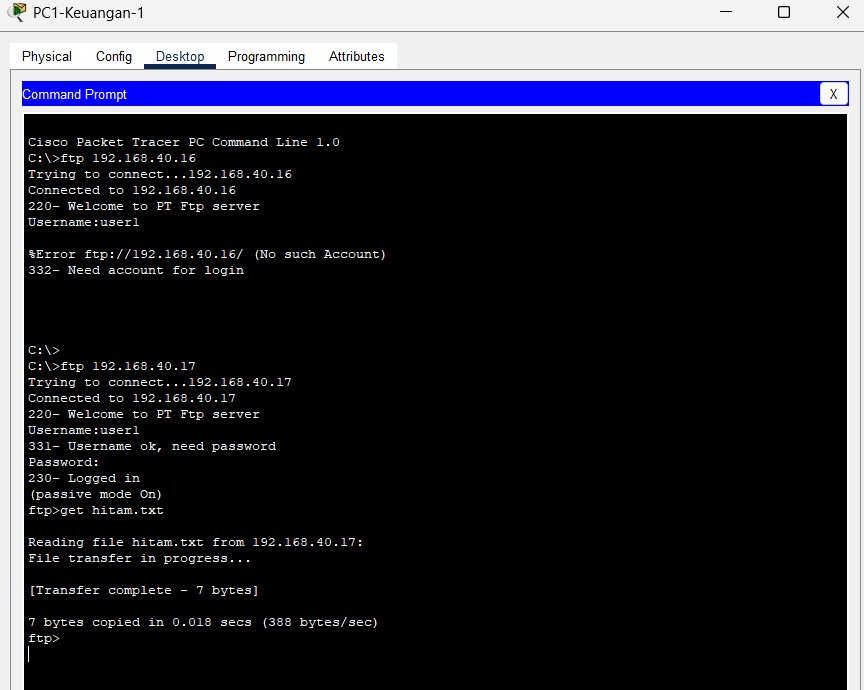 PC1-Keuangan-1
Physical Config Desktop Programming Attributes
Command Prompt
X
Cisco Packet Tracer PC Command Line 1.0
C:\>ftp 192.168.40.16
Trying to connect...192.168.40.16
Connected to 192.168.40.16
220- Welcome to PT Ftp server
Username:user1
%Error ftp://192.168.40.16/ (No such Account)
332- Need account for login
C:\>
C:\>ftp 192.168.40.17
Trying to connect...192.168.40.17
Connected to 192.168.40.17
220- Welcome to PT Ftp server
Username:user1
331- Username ok, need password
Password:
230- Logged in
(passive mode On)
ftp>get hitam.txt
Reading file hitam.txt from 192.168.40.17:
File transfer in progress...
[Transfer complete - 7 bytes]
7 bytes copied in 0.018 secs (388 bytes/sec)
ftp>